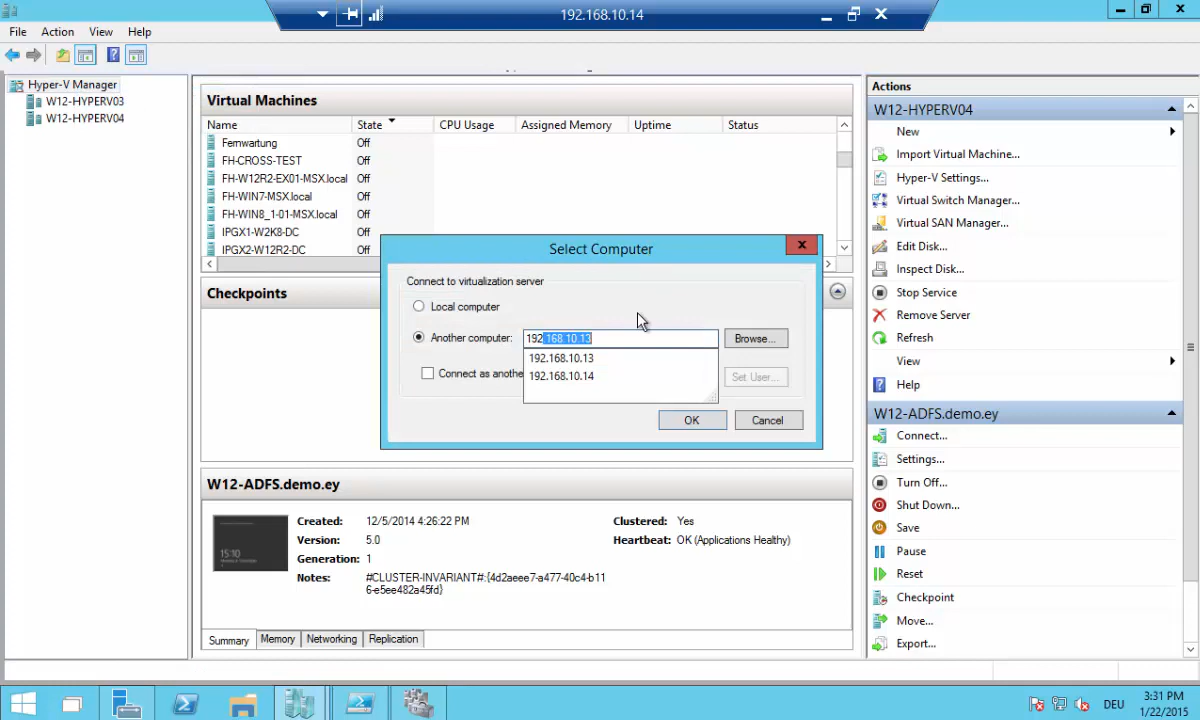 192.168.10.14
File Action View Help
Hyper-V Manager
W12-HYPERV03
W12-HYPERV04
Virtual Machines
Name State CPU Usage Assigned Memory Uptime Status
Fernwartung Off
FH-CROSS-TEST Off
FH-W12R2-EX01-MSX.local Off
FH-WIN7-MSX.local Off
FH-WIN8_1-01-MSX.local Off
IPGX1-W2K8-DC Off
IPGX2-W12R2-DC Off
Checkpoints
Select Computer
Connect to virtualization server
Local computer
Another computer: 192.168.10.13 Browse...
192.168.10.13
192.168.10.14
Connect as anothe Set User...
OK Cancel
W12-ADFS.demo.ey
Created: 12/5/2014 4:26:22 PM
Version: 5.0
Generation: 1
Notes: #CLUSTER-INVARIANT#:{4d2aeee7-a477-40c4-b11
6-e5ee482a45fd}
Clustered: Yes
Heartbeat: OK (Applications Healthy)
15:10
Summary Memory Networking Replication
Actions
W12-HYPERV04
New
Import Virtual Machine...
Hyper-V Settings...
Virtual Switch Manager...
Virtual SAN Manager...
Edit Disk...
Inspect Disk...
Stop Service
Remove Server
Refresh
View
Help
W12-ADFS.demo.ey
Connect...
Settings...
Turn Off...
Shut Down...
Save
Pause
Reset
Checkpoint
Move...
Export...
DEU
3:31 PM
1/22/2015